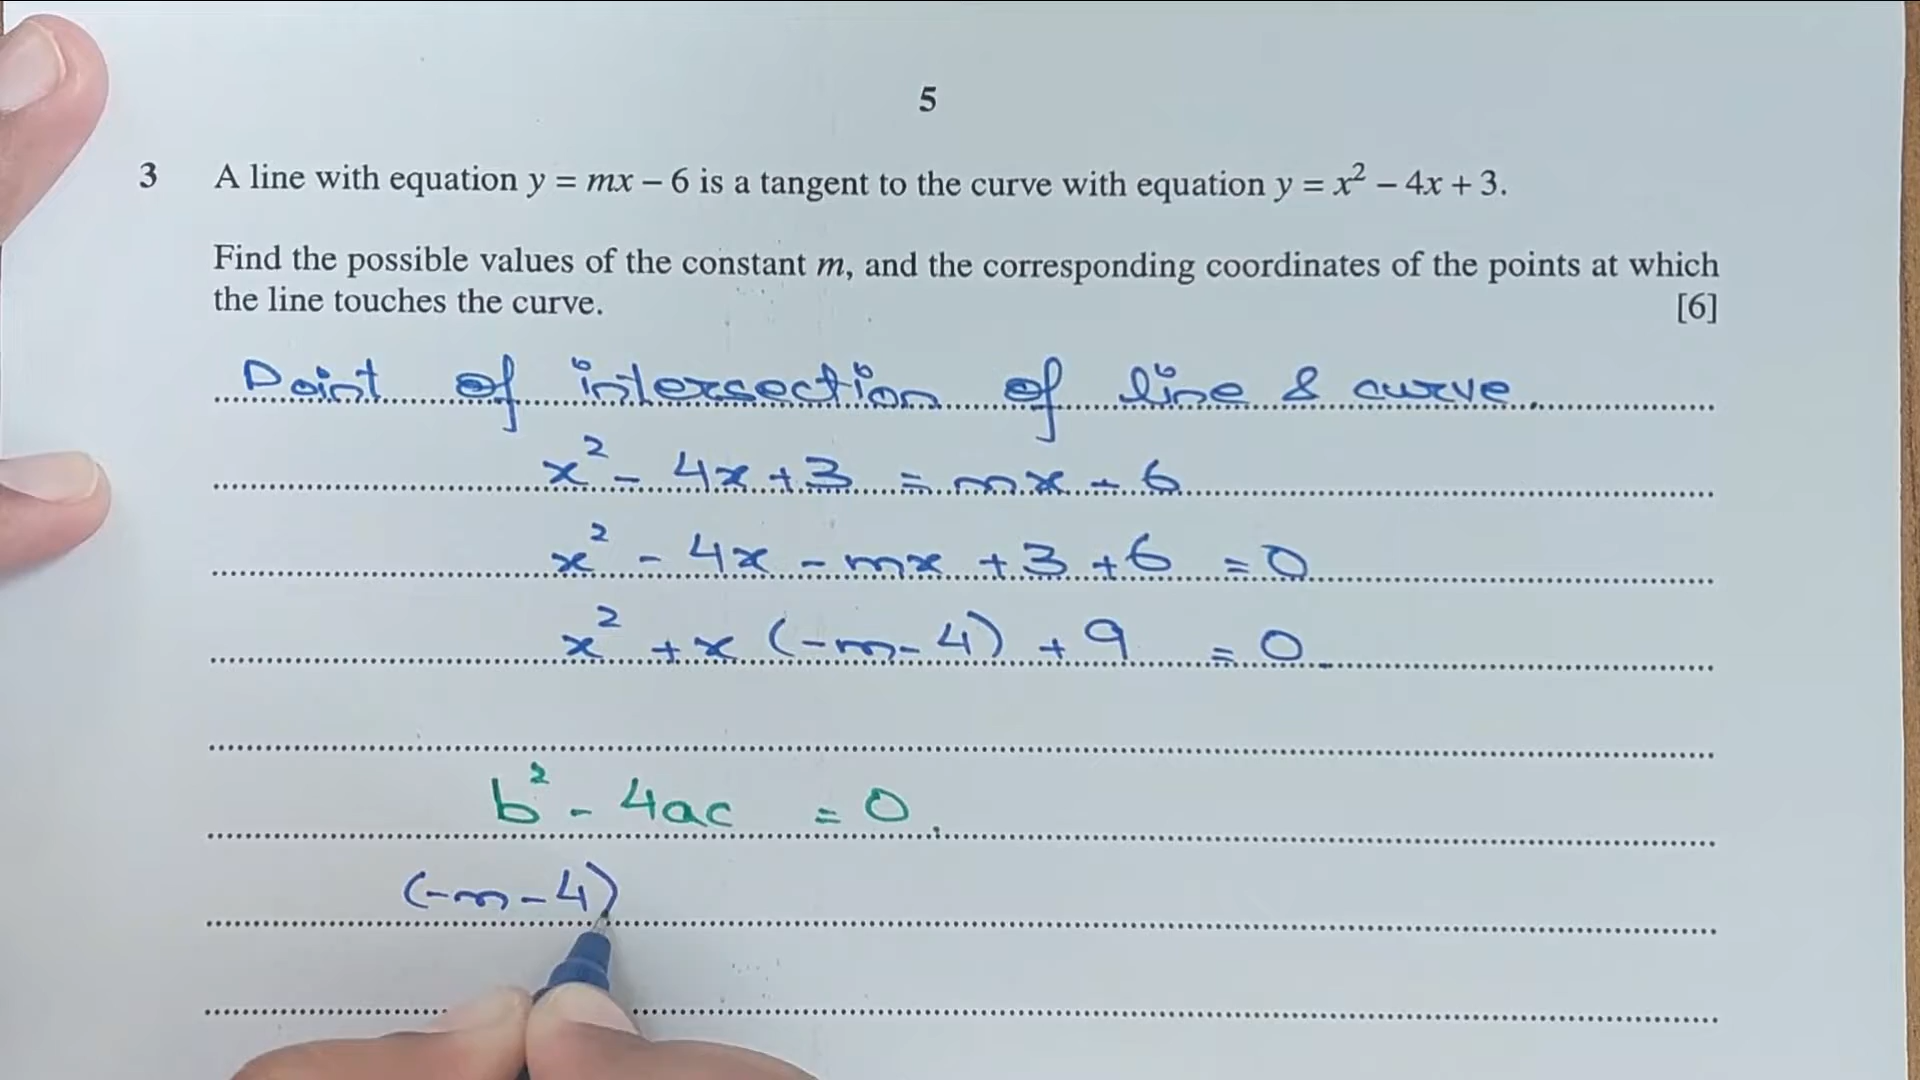 5
3 A line with equation y = mx − 6 is a tangent to the curve with equation y = x² − 4x + 3.
Find the possible values of the constant m, and the corresponding coordinates of the points at which
the line touches the curve. [6]
Point of intersection of line & curve.
x² - 4x + 3 = mx - 6
x² - 4x - mx + 3 + 6 = 0
x² + x (-m - 4) + 9 = 0
b² - 4ac = 0.
(-m - 4)